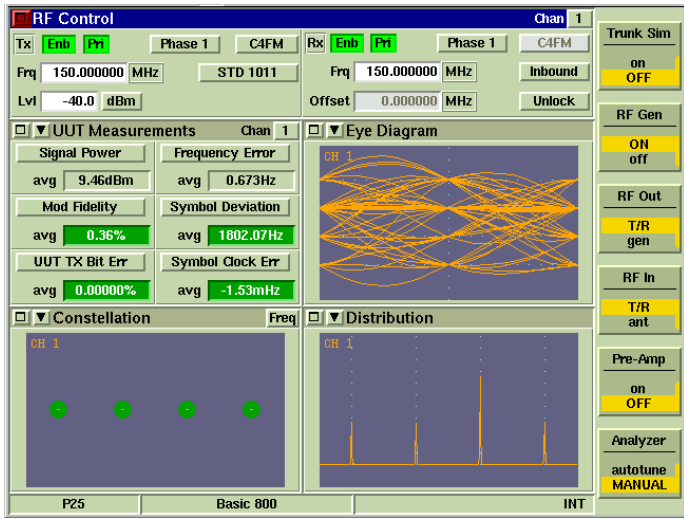 RF Control
Chan 1
Tx Enb Pri Phase 1 C4FM
Frq 150.000000 MHz STD 1011
Lvl -40.0 dBm
Rx Enb Pri Phase 1 C4FM
Frq 150.000000 MHz Inbound
Offset 0.000000 MHz Unlock
UUT Measurements Chan 1
Signal Power Frequency Error
avg 9.46dBm avg 0.673Hz
Mod Fidelity Symbol Deviation
avg 0.36% avg 1802.07Hz
UUT TX Bit Err Symbol Clock Err
avg 0.00000% avg -1.53mHz
Eye Diagram
CH 1
Constellation Freq
CH 1
Distribution
CH 1
P25 Basic 800 INT
Trunk Sim
on
OFF
RF Gen
ON
off
RF Out
T/R
gen
RF In
T/R
ant
Pre-Amp
on
OFF
Analyzer
autotune
MANUAL